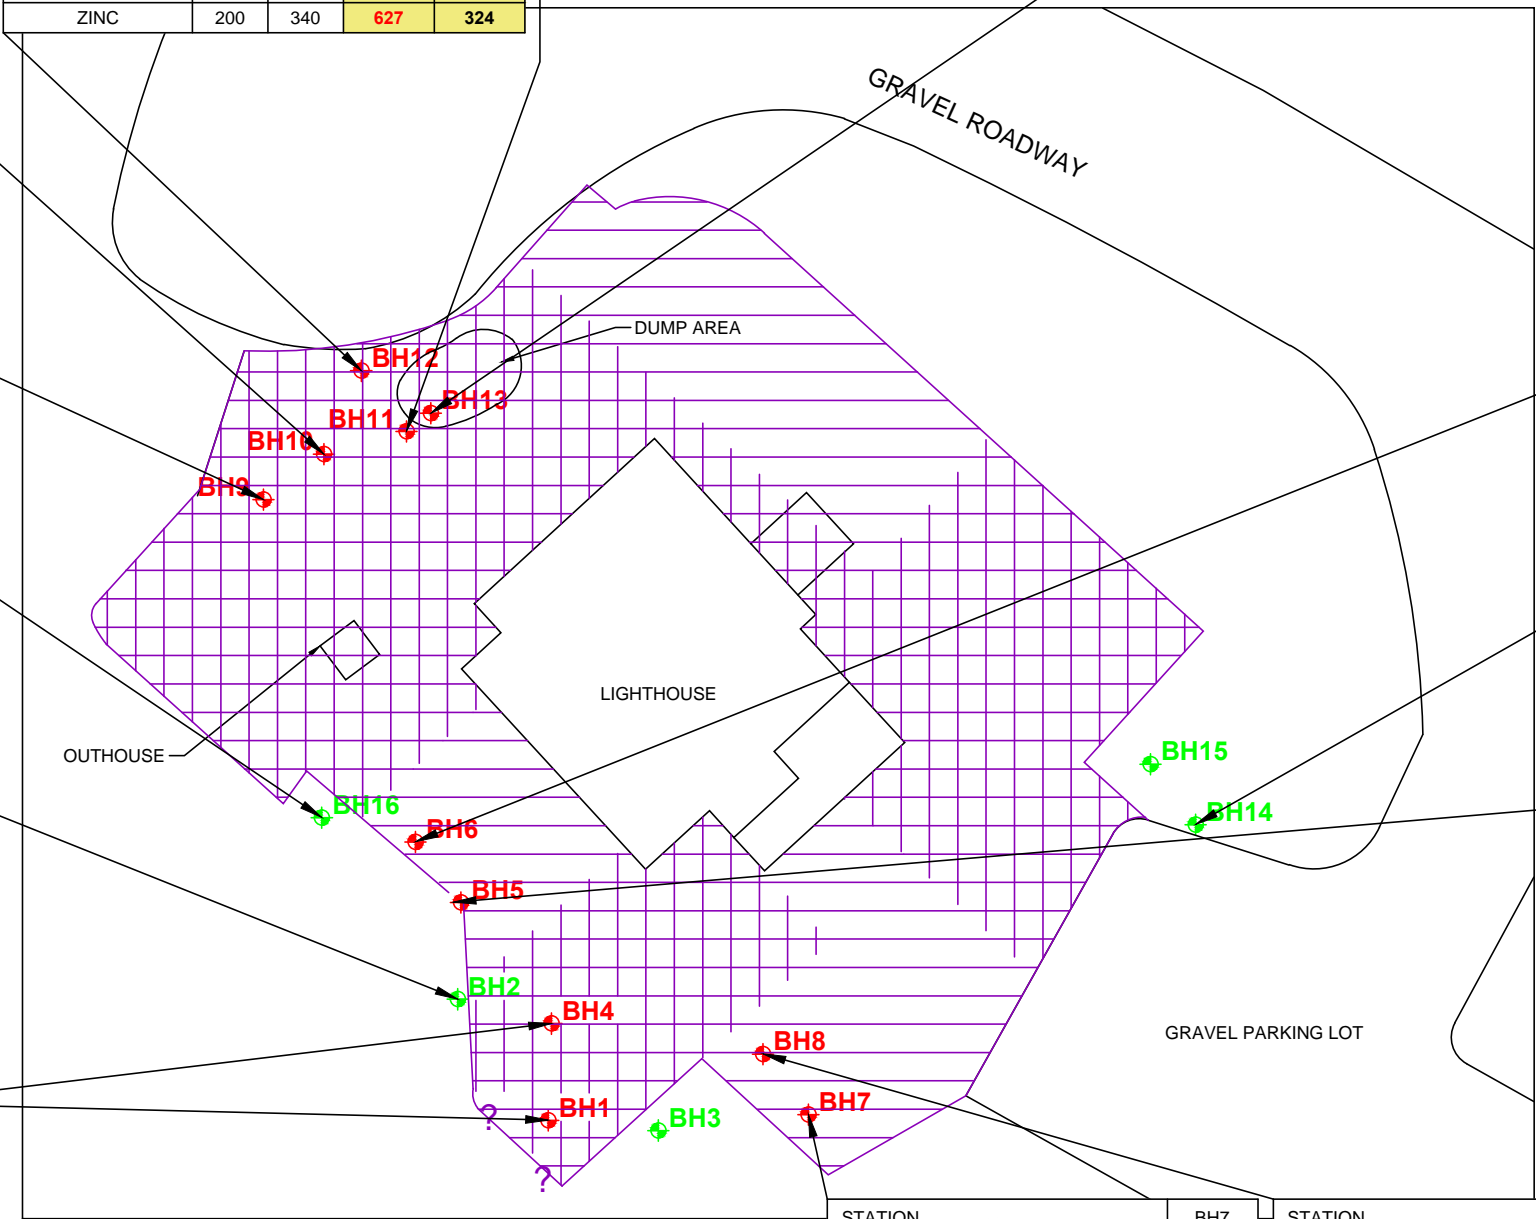 ZINC 200 340 627 324
GRAVEL ROADWAY
DUMP AREA
BH12
BH13
BH11
BH10
BH9
LIGHTHOUSE
OUTHOUSE
BH15
BH16
BH14
BH6
BH5
BH2
BH4
GRAVEL PARKING LOT
BH8
BH1
BH7
BH3
?
?
STATION BH7 STATION